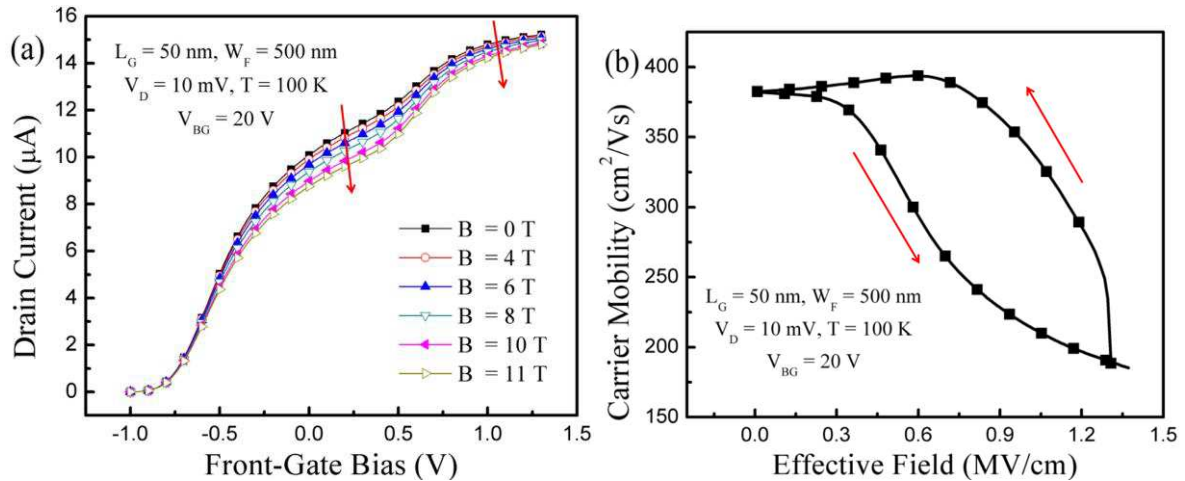 (a)
L_G = 50 nm, W_F = 500 nm
V_D = 10 mV, T = 100 K
V_BG = 20 V
Drain Current (µA)
16
14
12
10
8
6
4
2
0
B = 0 T
B = 4 T
B = 6 T
B = 8 T
B = 10 T
B = 11 T
-1.0 -0.5 0.0 0.5 1.0 1.5
Front-Gate Bias (V)
(b)
Carrier Mobility (cm²/Vs)
400
350
300
250
200
150
L_G = 50 nm, W_F = 500 nm
V_D = 10 mV, T = 100 K
V_BG = 20 V
0.0 0.3 0.6 0.9 1.2 1.5
Effective Field (MV/cm)